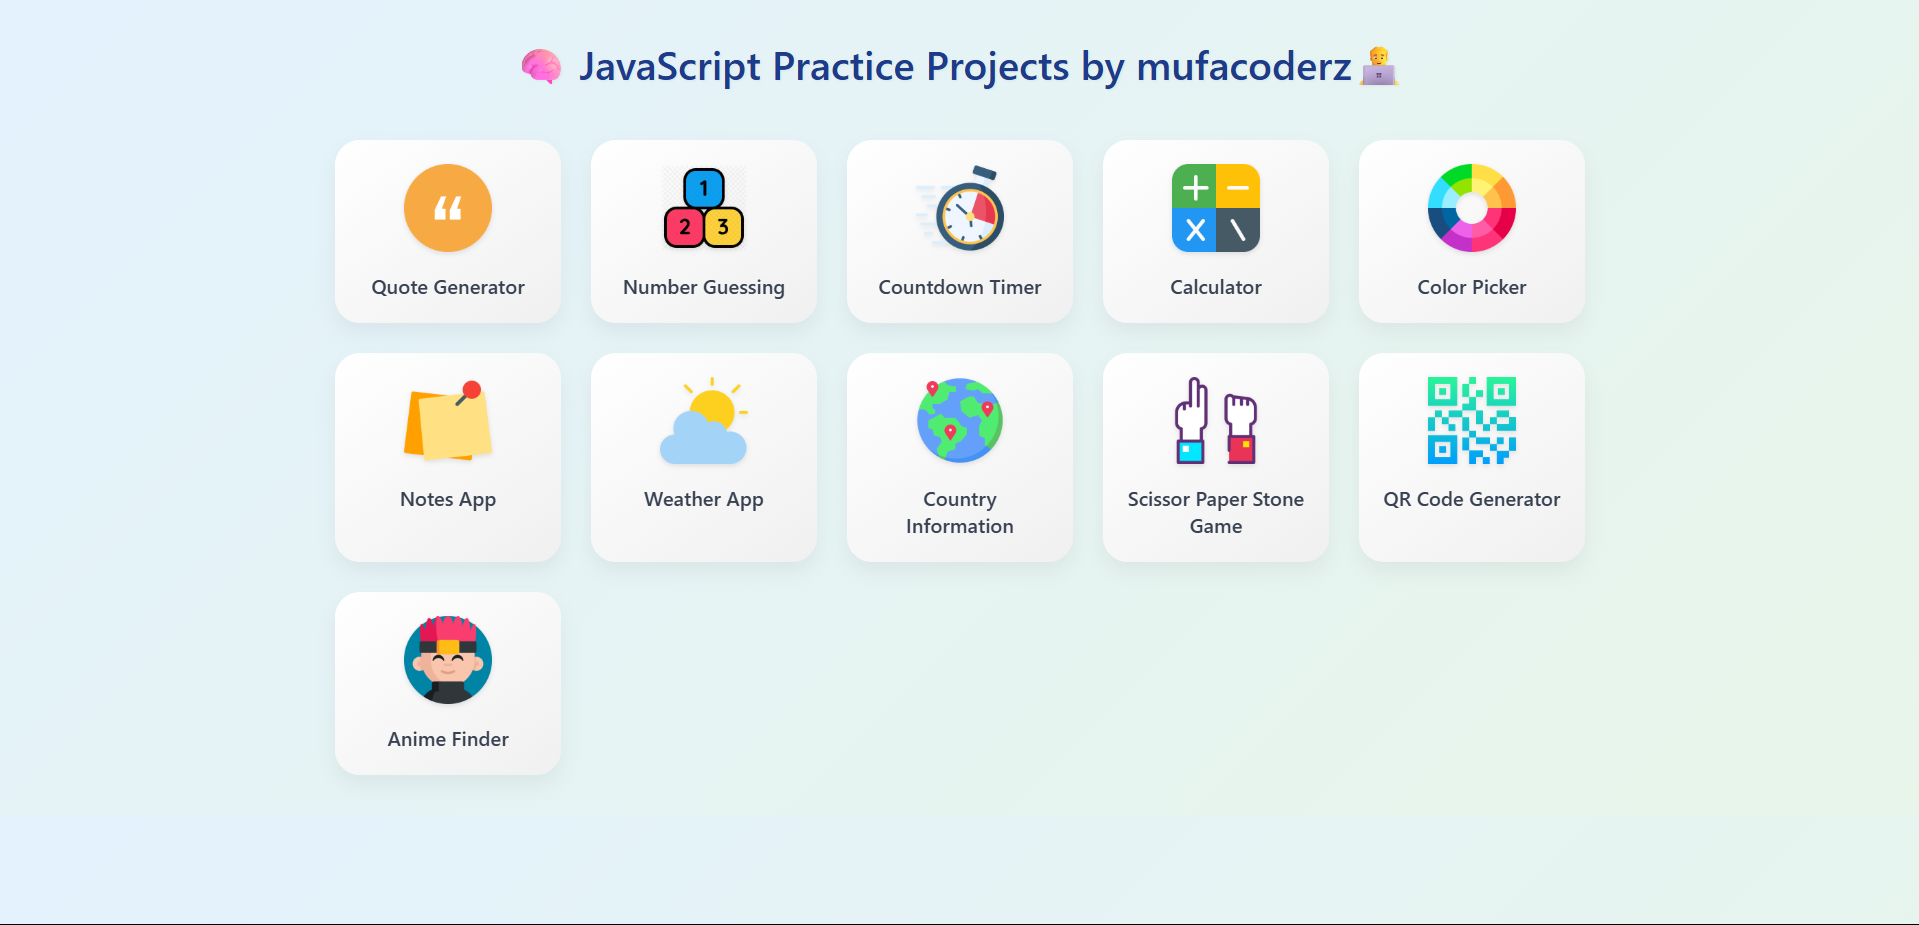 🧠 JavaScript Practice Projects by mufacoderz🧑‍💻
Quote Generator
1
2 3
Number Guessing
Countdown Timer
Calculator
Color Picker
Notes App
Weather App
Country
Information
Scissor Paper Stone
Game
QR Code Generator
Anime Finder